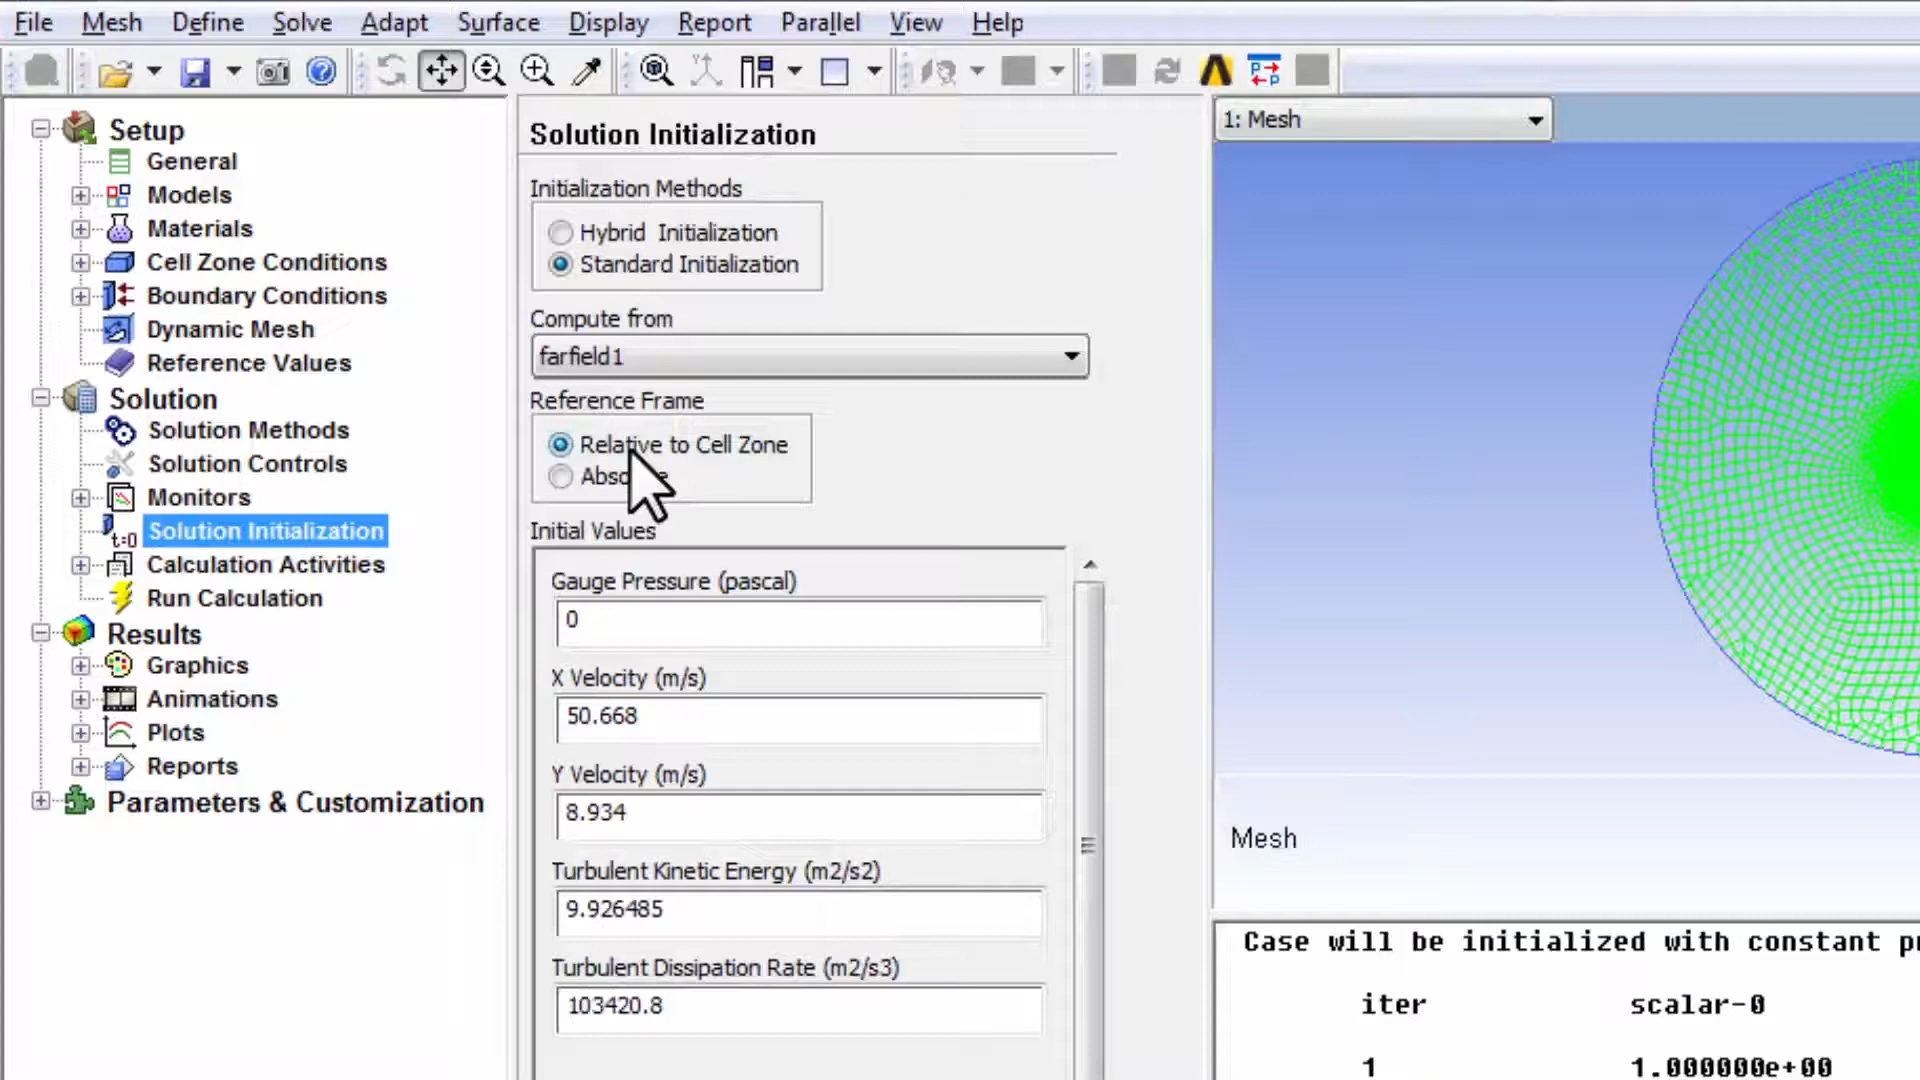 File Mesh Define Solve Adapt Surface Display Report Parallel View Help
Setup
General
Models
Materials
Cell Zone Conditions
Boundary Conditions
Dynamic Mesh
Reference Values
Solution
Solution Methods
Solution Controls
Monitors
t=0 Solution Initialization
Calculation Activities
Run Calculation
Results
Graphics
Animations
Plots
Reports
Parameters & Customization
Solution Initialization
Initialization Methods
Hybrid Initialization
Standard Initialization
Compute from
farfield1
Reference Frame
Relative to Cell Zone
Initial Values
Gauge Pressure (pascal)
0
X Velocity (m/s)
50.668
Y Velocity (m/s)
8.934
Turbulent Kinetic Energy (m2/s2)
9.926485
Turbulent Dissipation Rate (m2/s3)
103420.8
1: Mesh
Mesh
Case will be initialized with constant
iter scalar-0
1 1.000000e+00